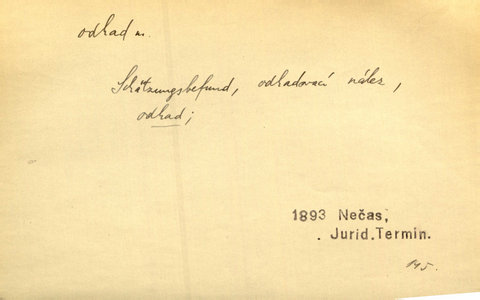 odhad m.
Schätzungsbefund, odhadovací nález,
odhad;
1893 Nečas,
Jurid. Termin.
145.